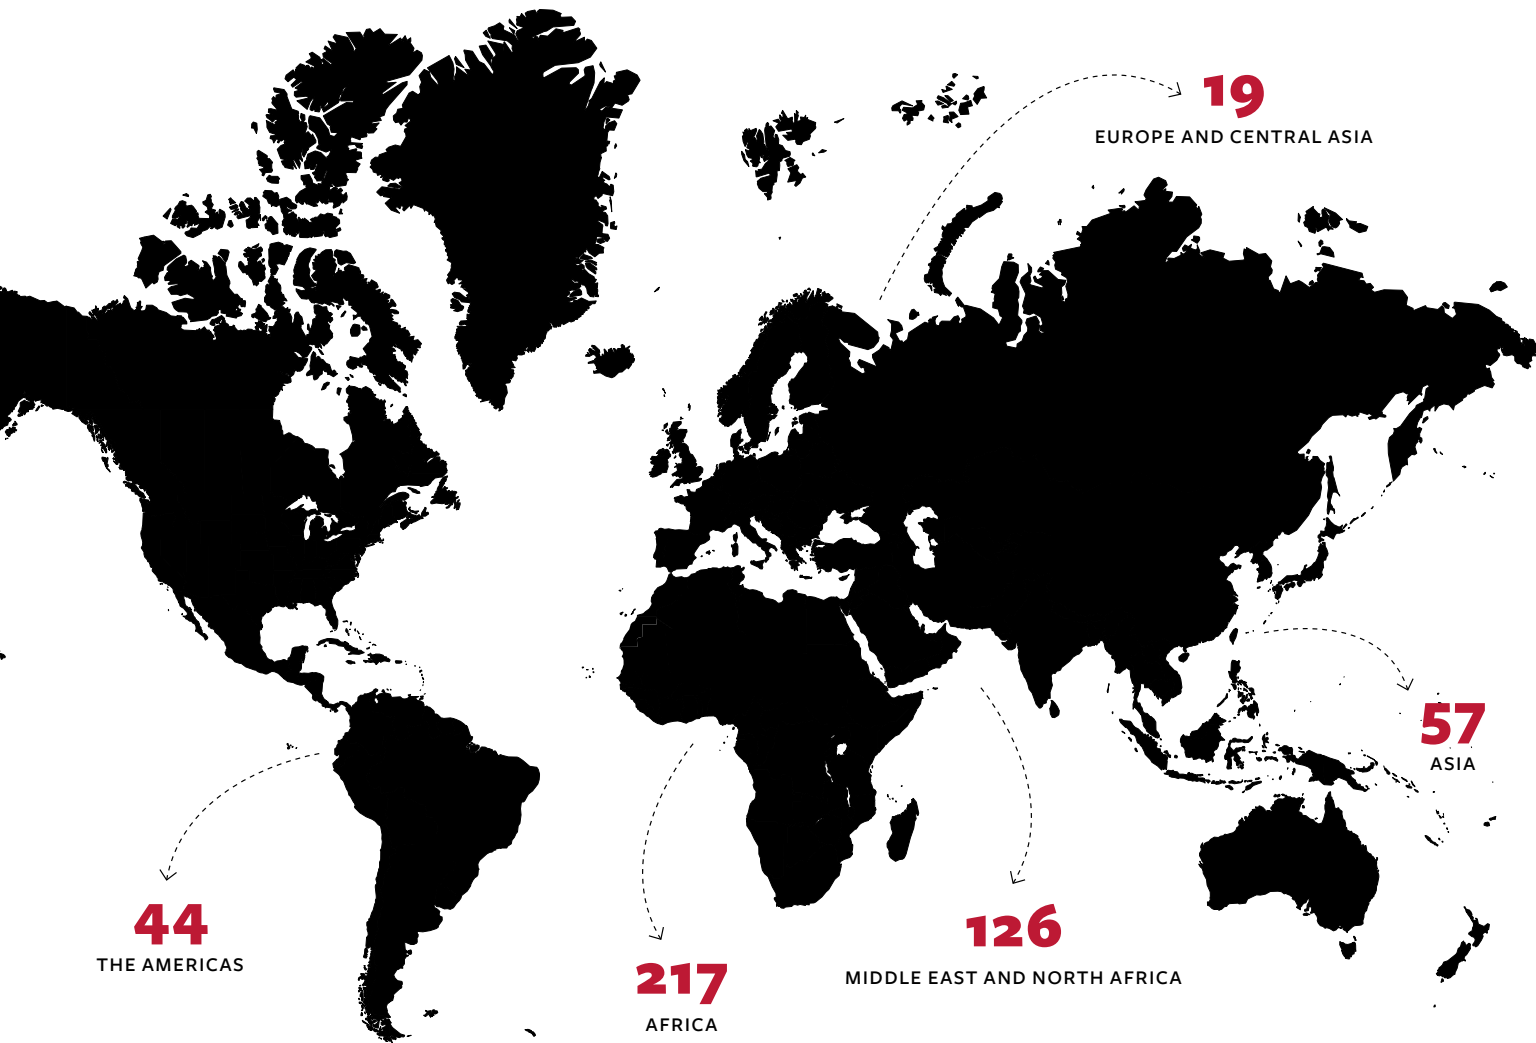 19
EUROPE AND CENTRAL ASIA
57
ASIA
44
THE AMERICAS
126
MIDDLE EAST AND NORTH AFRICA
217
AFRICA